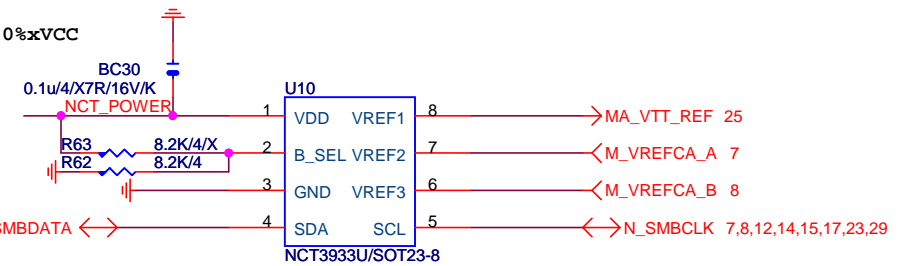 0%xVCC
BC30
0.1u/4/X7R/16V/K
NCT_POWER
U10
1 VDD VREF1 8 MA_VTT_REF 25
R63 8.2K/4/X
2 B_SEL VREF2 7 M_VREFCA_A 7
R62 8.2K/4
3 GND VREF3 6 M_VREFCA_B 8
SMBDATA 4 SDA SCL 5 N_SMBCLK 7,8,12,14,15,17,23,29
NCT3933U/SOT23-8